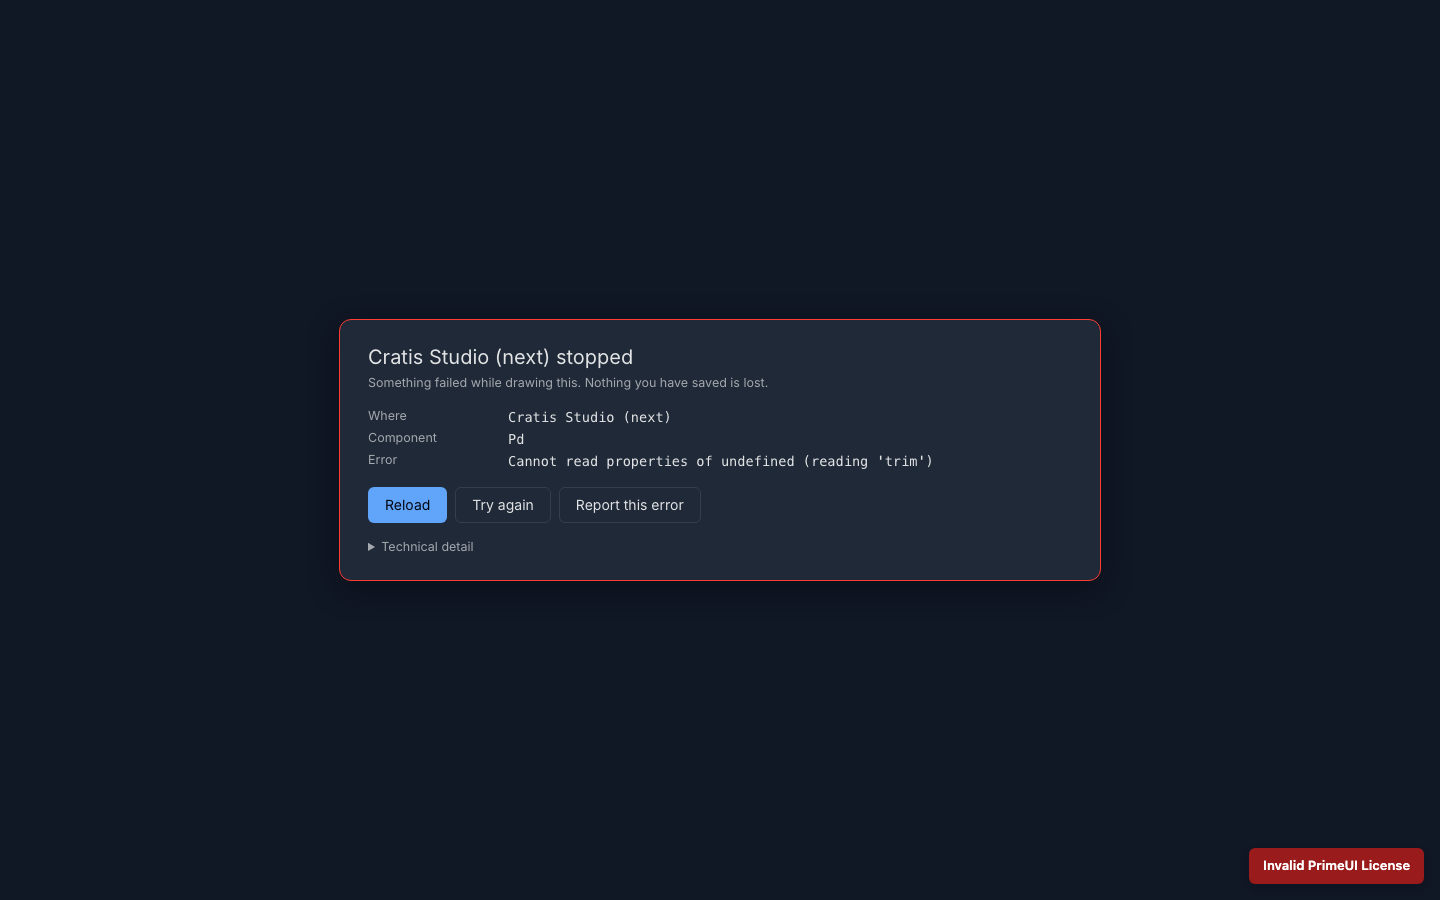 Cratis Studio (next) stopped
Something failed while drawing this. Nothing you have saved is lost.
Where Cratis Studio (next)
Component Pd
Error Cannot read properties of undefined (reading 'trim')
Reload Try again Report this error
Technical detail
Invalid PrimeUI License